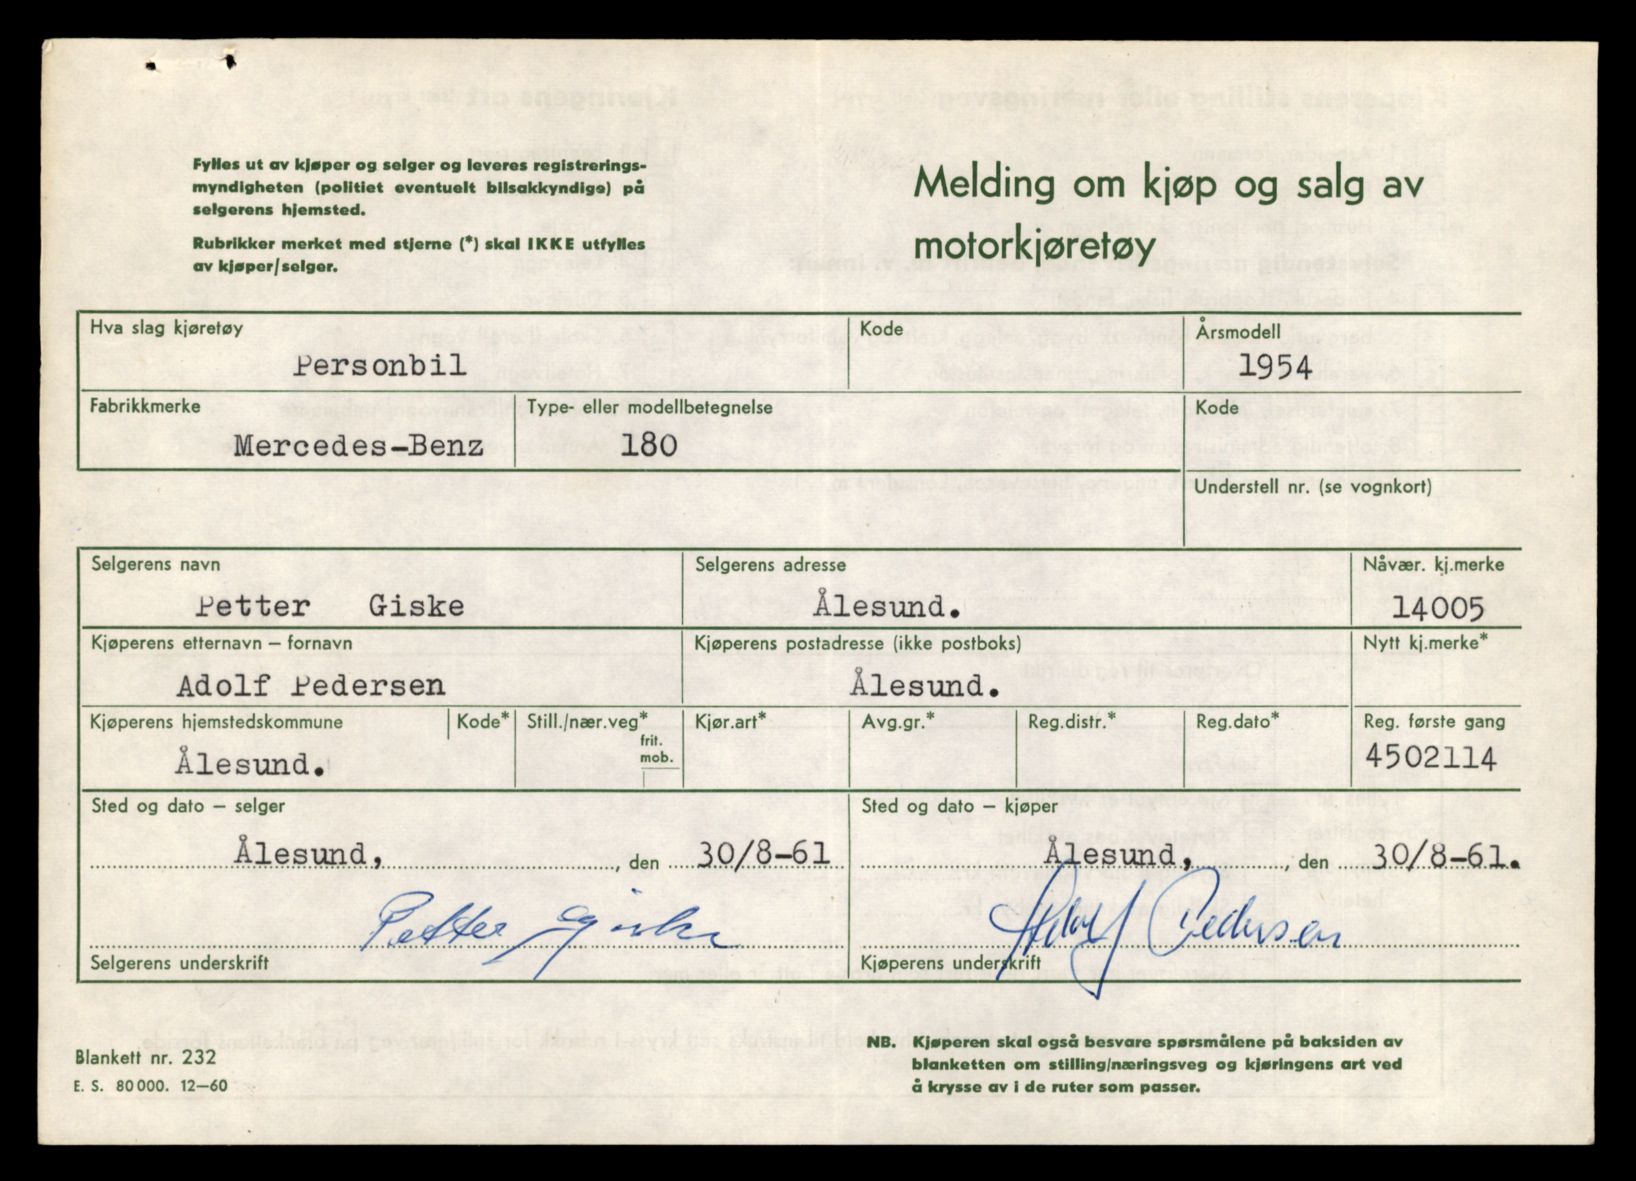 Fylles ut av kjøper og selger og leveres registrerings-
myndigheten (politiet eventuelt bilsakkyndige) på
selgerens hjemsted.
Rubrikker merket med stjerne (*) skal IKKE utfylles
av kjøper/selger.
Melding om kjøp og salg av
motorkjøretøy
Hva slag kjøretøy Kode Årsmodell
Personbil 1954
Fabrikkmerke Type- eller modellbetegnelse Kode
Mercedes-Benz 180
Understell nr. (se vognkort)
Selgerens navn Selgerens adresse Nåvær. kj.merke
Petter Giske Ålesund. 14005
Kjøperens etternavn – fornavn Kjøperens postadresse (ikke postboks) Nytt kj.merke*
Adolf Pedersen Ålesund.
Kjøperens hjemstedskommune Kode* Still./nær.veg* Kjør.art* Avg.gr.* Reg.distr.* Reg.dato* Reg. første gang
frit.
mob.
Ålesund. 4502114
Sted og dato – selger Sted og dato – kjøper
Ålesund, , den 30/8-61 Ålesund, , den 30/8-61.
Petter Giske Adolf Pedersen
Selgerens underskrift Kjøperens underskrift
Blankett nr. 232
E. S. 80 000. 12–60
NB. Kjøperen skal også besvare spørsmålene på baksiden av
blanketten om stilling/næringsveg og kjøringens art ved
å krysse av i de ruter som passer.